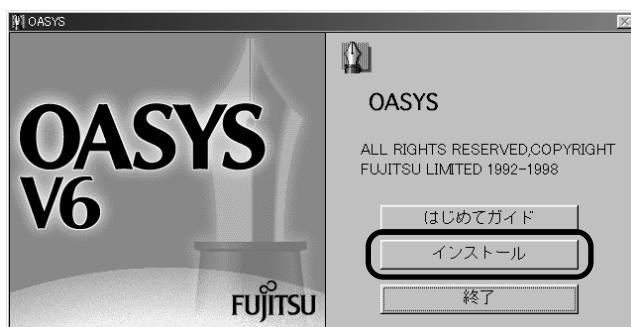 OASYS
OASYS
V6
FUJITSU
OASYS
ALL RIGHTS RESERVED,COPYRIGHT
FUJITSU LIMITED 1992-1998
はじめてガイド
インストール
終了